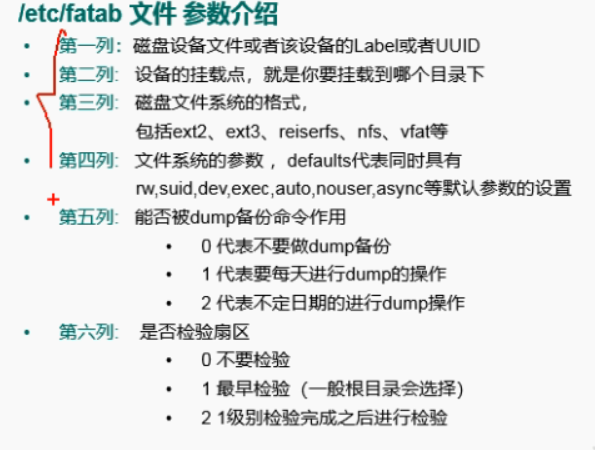 /etc/fatab 文件 参数介绍
• 第一列：磁盘设备文件或者该设备的Label或者UUID
• 第二列: 设备的挂载点，就是你要挂载到哪个目录下
• 第三列: 磁盘文件系统的格式，
包括ext2、ext3、reiserfs、nfs、vfat等
• 第四列: 文件系统的参数 ，defaults代表同时具有
rw,suid,dev,exec,auto,nouser,async等默认参数的设置
• 第五列: 能否被dump备份命令作用
• 0 代表不要做dump备份
• 1 代表要每天进行dump的操作
• 2 代表不定日期的进行dump操作
• 第六列: 是否检验扇区
• 0 不要检验
• 1 最早检验（一般根目录会选择）
• 2 1级别检验完成之后进行检验